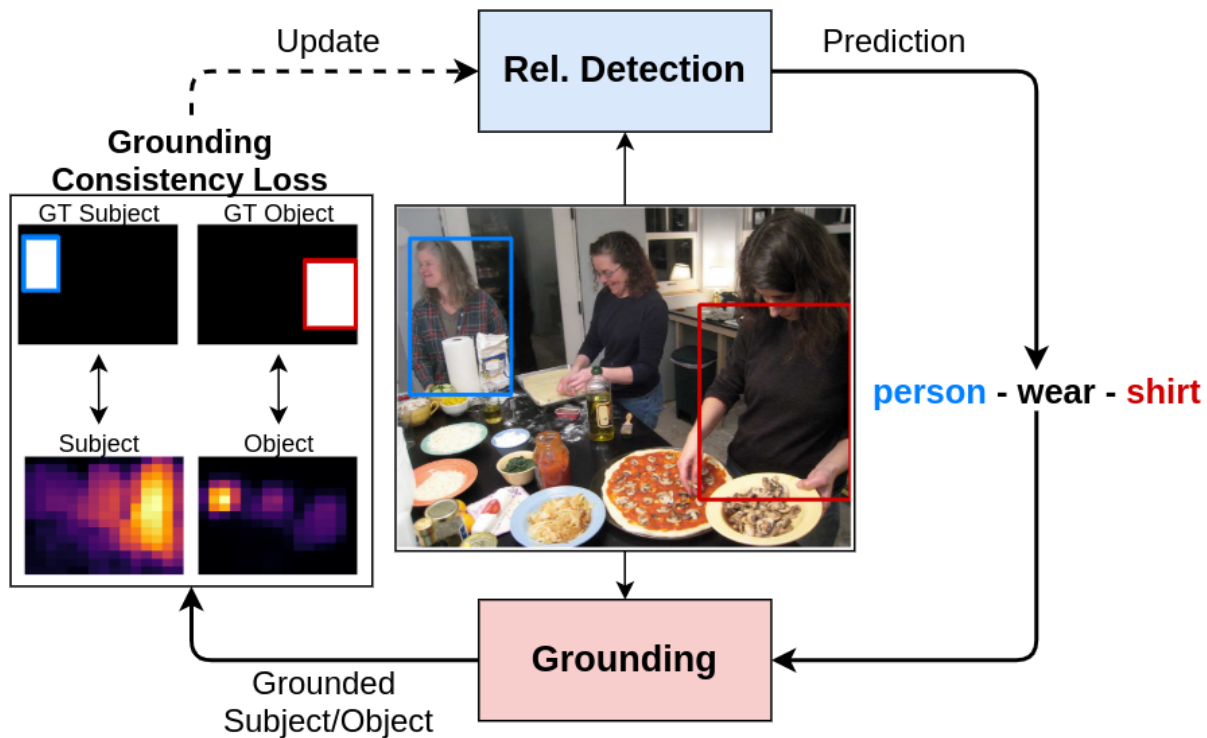 Update
Rel. Detection
Prediction
Grounding
Consistency Loss
GT Subject
GT Object
person - wear - shirt
Subject
Object
Grounding
Grounded
Subject/Object